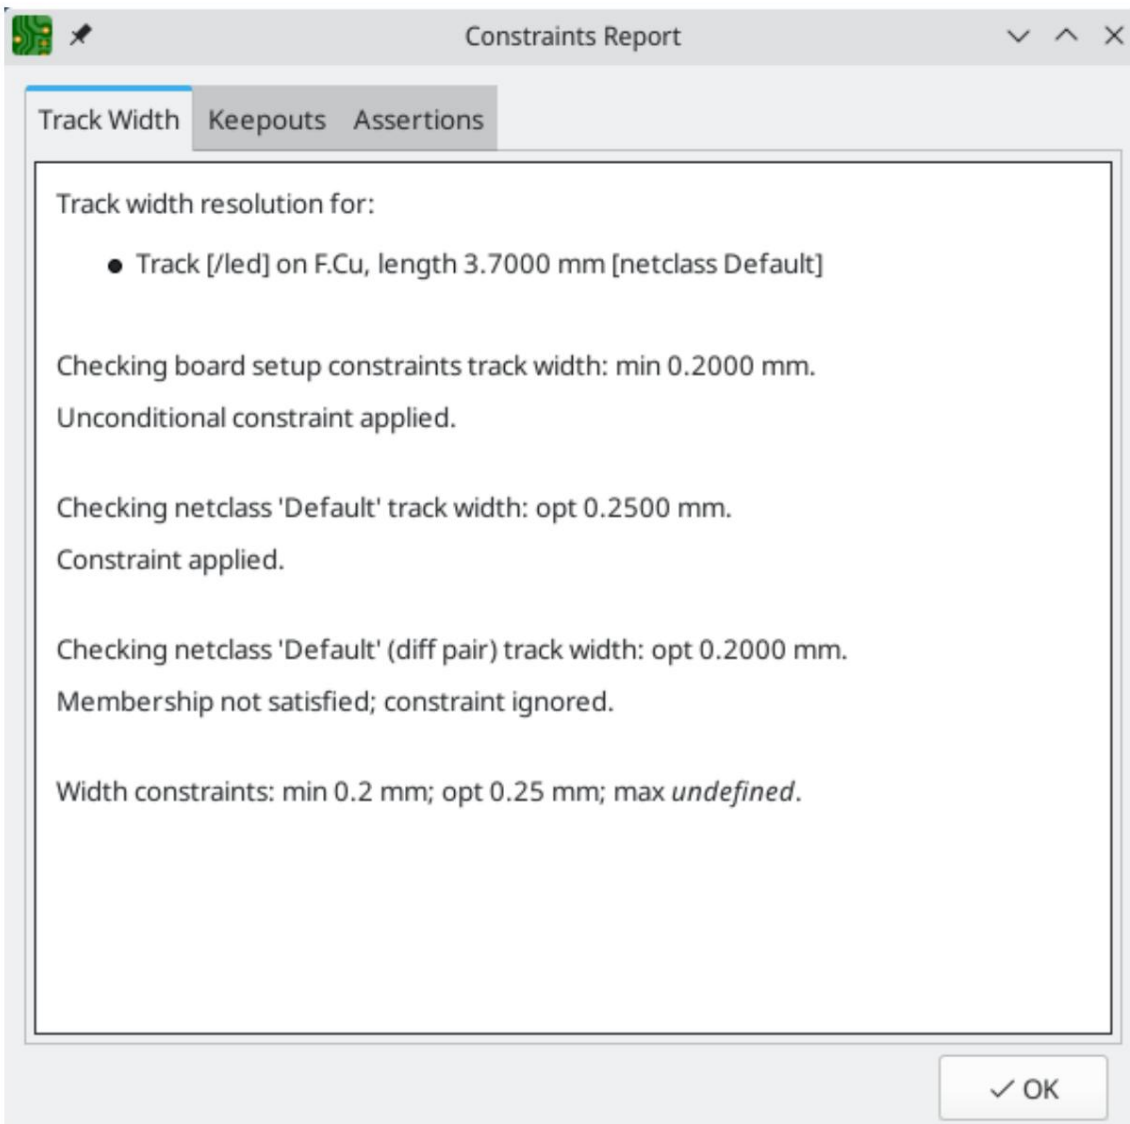 Constraints Report
Track Width Keepouts Assertions
Track width resolution for:
● Track [/led] on F.Cu, length 3.7000 mm [netclass Default]
Checking board setup constraints track width: min 0.2000 mm.
Unconditional constraint applied.
Checking netclass 'Default' track width: opt 0.2500 mm.
Constraint applied.
Checking netclass 'Default' (diff pair) track width: opt 0.2000 mm.
Membership not satisfied; constraint ignored.
Width constraints: min 0.2 mm; opt 0.25 mm; max undefined.
OK